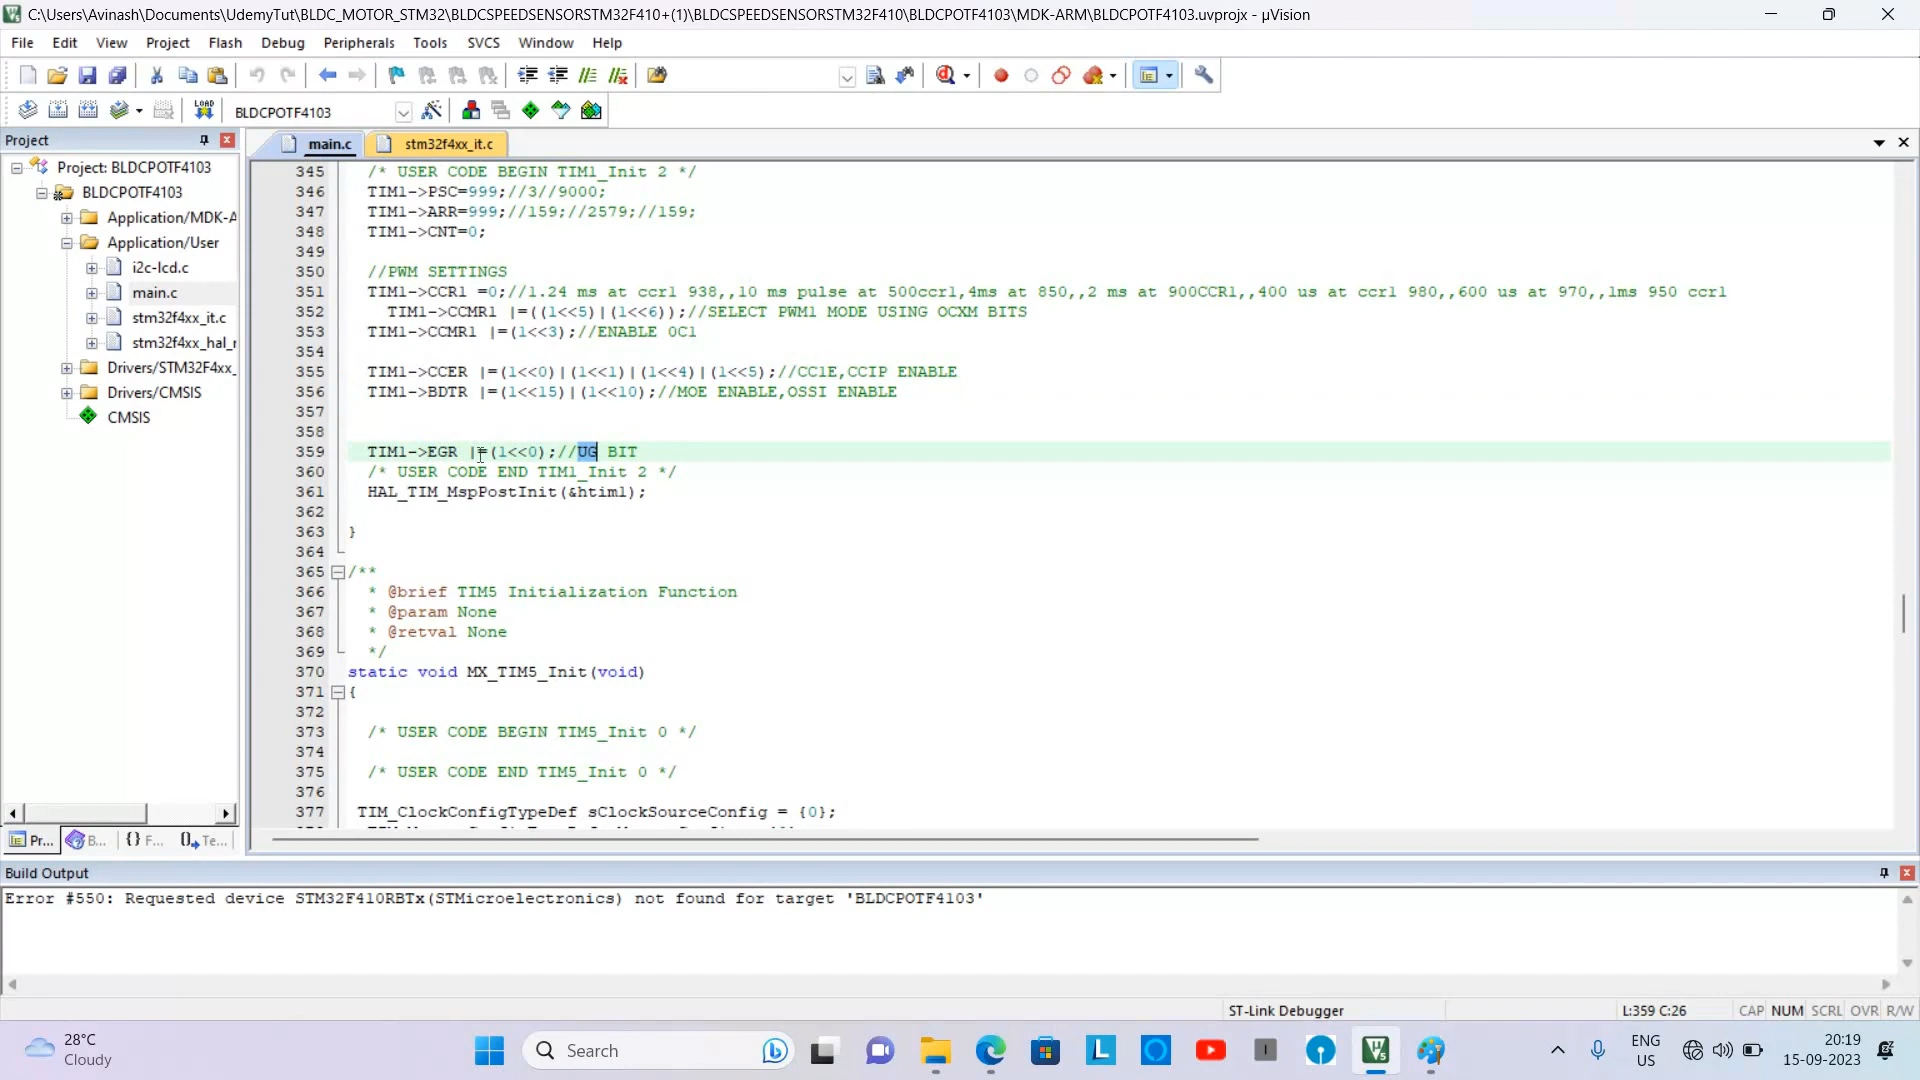 C:\Users\Avinash\Documents\UdemyTut\BLDC_MOTOR_STM32\BLDCSPEEDSENSORSTM32F410+(1)\BLDCSPEEDSENSORSTM32F410\BLDCPOTF4103\MDK-ARM\BLDCPOTF4103.uvprojx - µVision
File Edit View Project Flash Debug Peripherals Tools SVCS Window Help
LOAD BLDCPOTF4103
Project
main.c stm32f4xx_it.c
Project: BLDCPOTF4103
BLDCPOTF4103
Application/MDK-A
Application/User
i2c-lcd.c
main.c
stm32f4xx_it.c
stm32f4xx_hal_r
Drivers/STM32F4xx_
Drivers/CMSIS
CMSIS
Pr... B... {} F... Te...
345 /* USER CODE BEGIN TIM1_Init 2 */
346 TIM1->PSC=999;//3//9000;
347 TIM1->ARR=999;//159;//2579;//159;
348 TIM1->CNT=0;
349
350 //PWM SETTINGS
351 TIM1->CCR1 =0;//1.24 ms at ccr1 938,,10 ms pulse at 500ccr1,4ms at 850,,2 ms at 900CCR1,,400 us at ccr1 980,,600 us at 970,,1ms 950 ccr1
352 TIM1->CCMR1 |=((1<<5)|(1<<6));//SELECT PWM1 MODE USING OCXM BITS
353 TIM1->CCMR1 |=(1<<3);//ENABLE OC1
354
355 TIM1->CCER |=(1<<0)|(1<<1)|(1<<4)|(1<<5);//CC1E,CCIP ENABLE
356 TIM1->BDTR |=(1<<15)|(1<<10);//MOE ENABLE,OSSI ENABLE
357
358
359 TIM1->EGR |=(1<<0);//UG BIT
360 /* USER CODE END TIM1_Init 2 */
361 HAL_TIM_MspPostInit(&htim1);
362
363 }
364
365 /**
366 * @brief TIM5 Initialization Function
367 * @param None
368 * @retval None
369 */
370 static void MX_TIM5_Init(void)
371 {
372
373 /* USER CODE BEGIN TIM5_Init 0 */
374
375 /* USER CODE END TIM5_Init 0 */
376
377 TIM_ClockConfigTypeDef sClockSourceConfig = {0};
Build Output
Error #550: Requested device STM32F410RBTx(STMicroelectronics) not found for target 'BLDCPOTF4103'
ST-Link Debugger L:359 C:26 CAP NUM SCRL OVR R/W
28°C
Cloudy
Search
ENG
US
20:19
15-09-2023